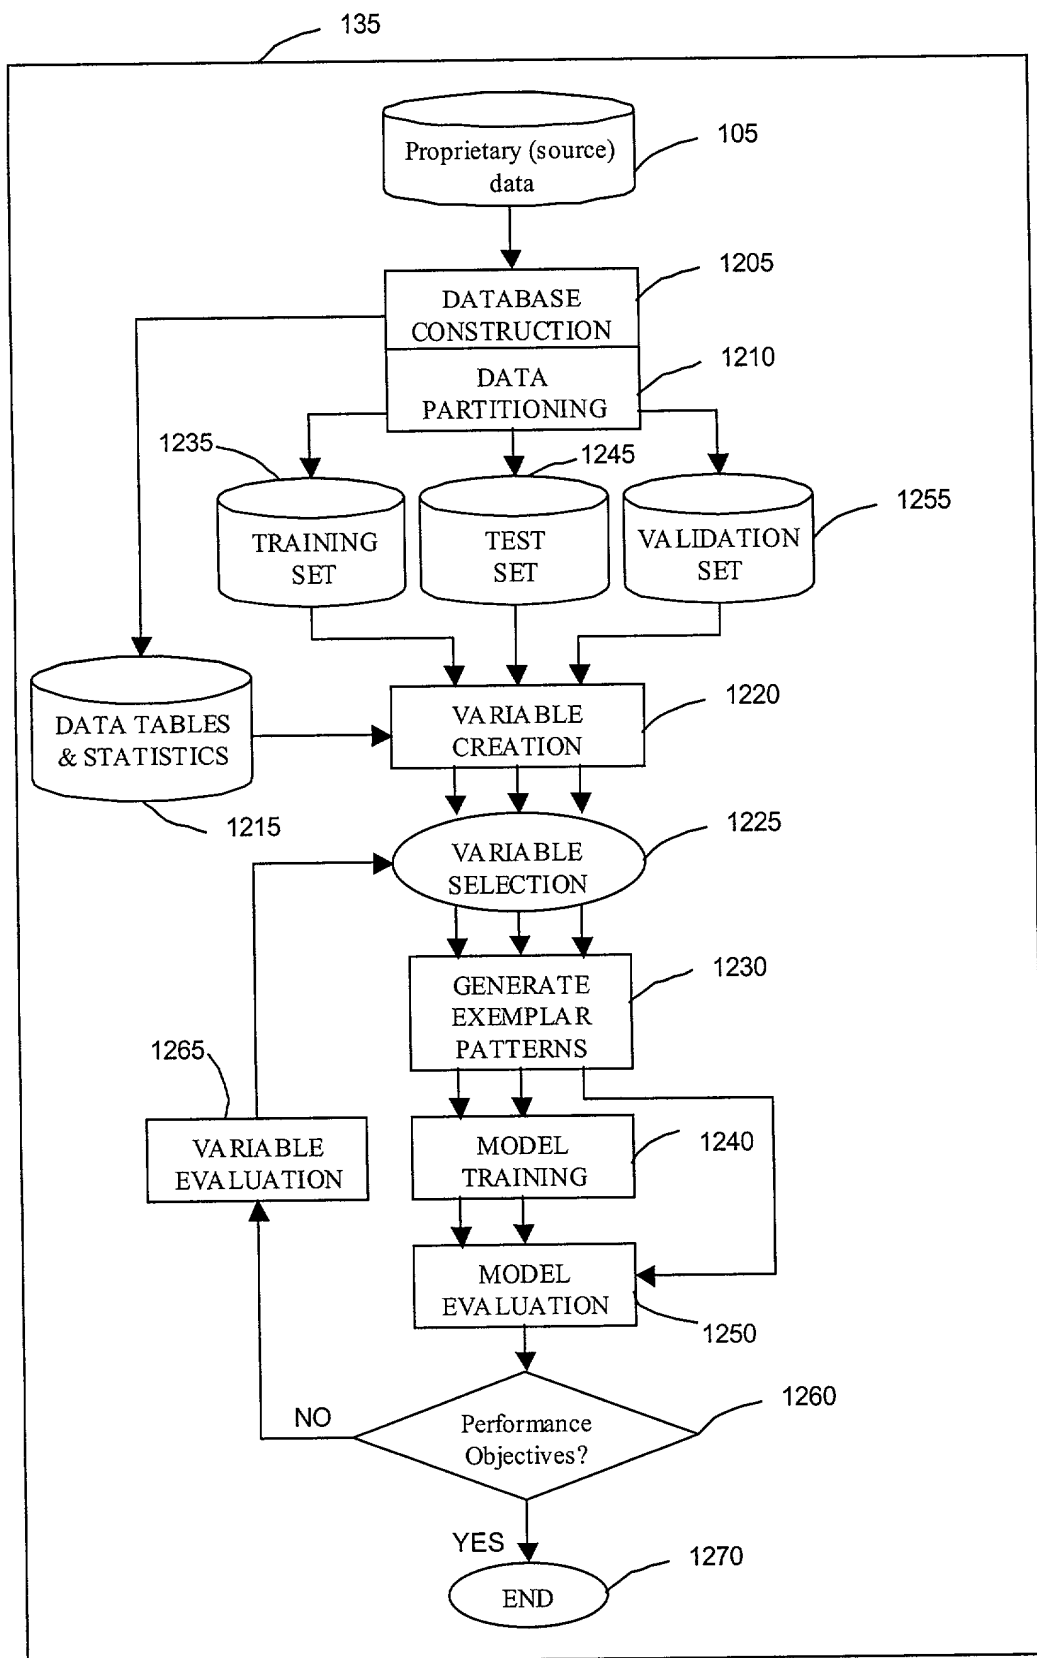 135
Proprietary (source)
data
105
DATABASE
CONSTRUCTION
1205
DATA
PARTITIONING
1210
1235
1245
1255
TRAINING
SET
TEST
SET
VALIDATION
SET
DATA TABLES
& STATISTICS
1215
VARIABLE
CREATION
1220
VARIABLE
SELECTION
1225
GENERATE
EXEMPLAR
PATTERNS
1230
1265
VARIABLE
EVALUATION
MODEL
TRAINING
1240
MODEL
EVALUATION
1250
NO
Performance
Objectives?
1260
YES
END
1270